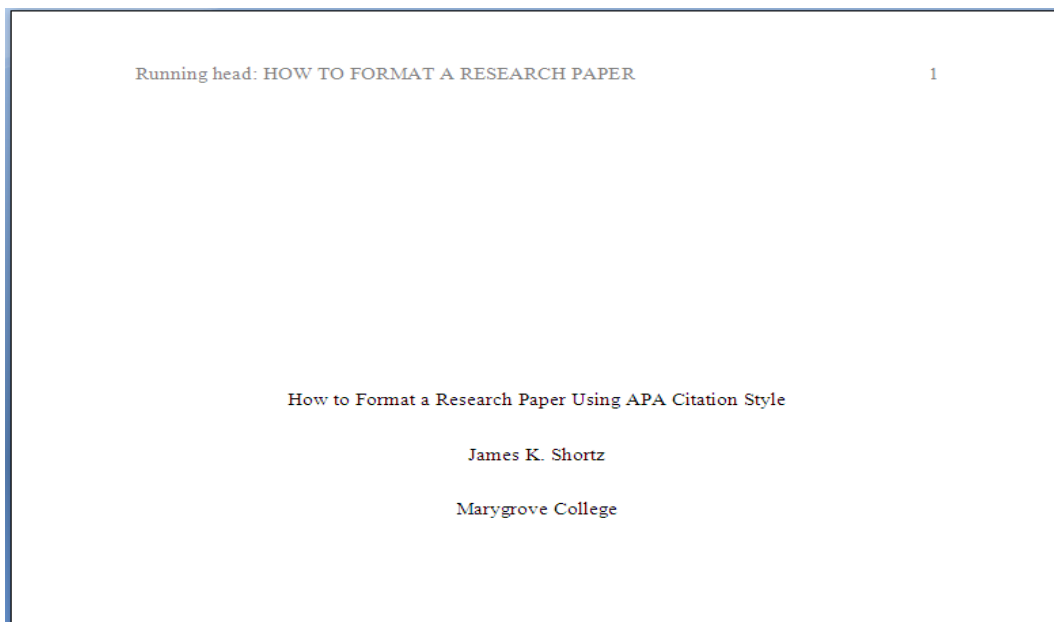 Running head: HOW TO FORMAT A RESEARCH PAPER 1
How to Format a Research Paper Using APA Citation Style
James K. Shortz
Marygrove College